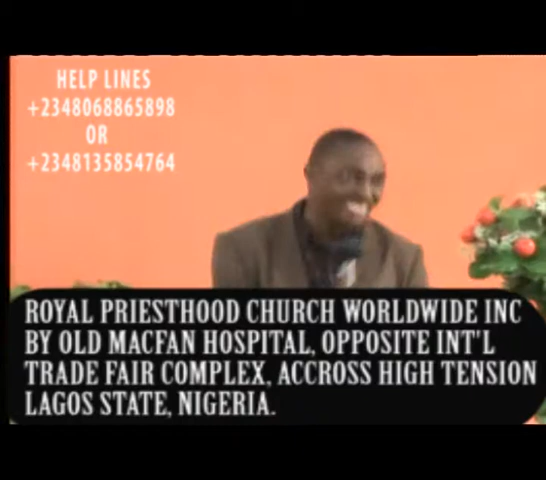 HELP LINES
+2348068865898
OR
+2348135854764
ROYAL PRIESTHOOD CHURCH WORLDWIDE INC
BY OLD MACFAN HOSPITAL, OPPOSITE INT'L
TRADE FAIR COMPLEX, ACCROSS HIGH TENSION
LAGOS STATE, NIGERIA.